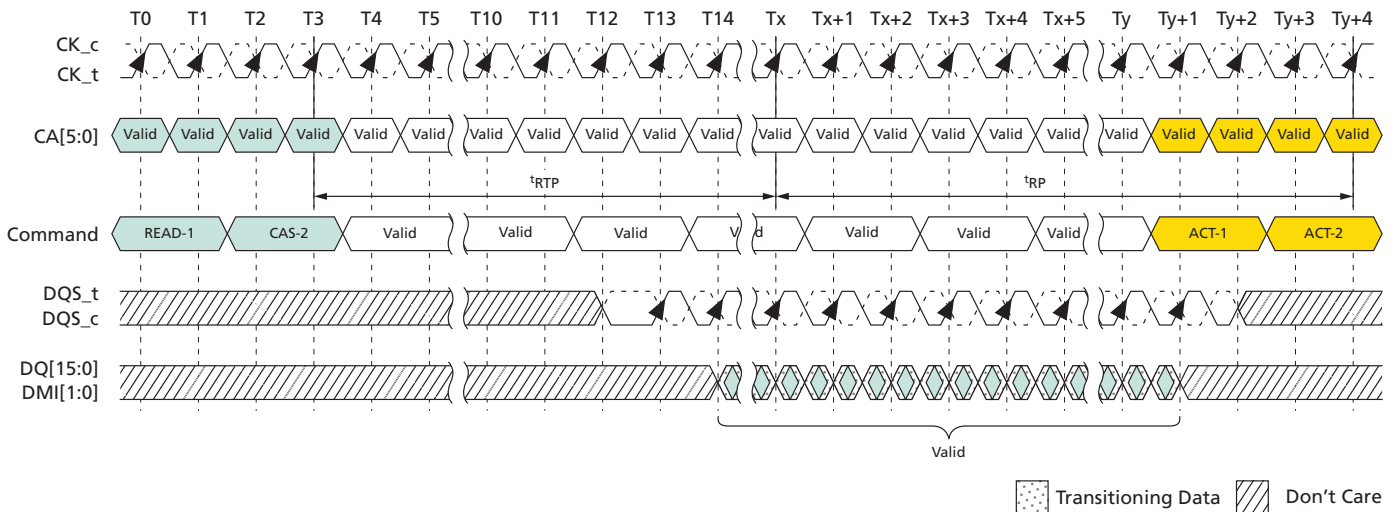 T0 T1 T2 T3 T4 T5 T10 T11 T12 T13 T14 Tx Tx+1 Tx+2 Tx+3 Tx+4 Tx+5 Ty Ty+1 Ty+2 Ty+3 Ty+4
CK_c
CK_t
CA[5:0] Valid Valid Valid Valid Valid Valid Valid Valid Valid Valid Valid Valid Valid Valid Valid Valid Valid Valid Valid Valid Valid Valid
tRTP tRP
Command READ-1 CAS-2 Valid Valid Valid Valid Valid Valid Valid ACT-1 ACT-2
DQS_t
DQS_c
DQ[15:0]
DMI[1:0]
Valid
Transitioning Data Don't Care